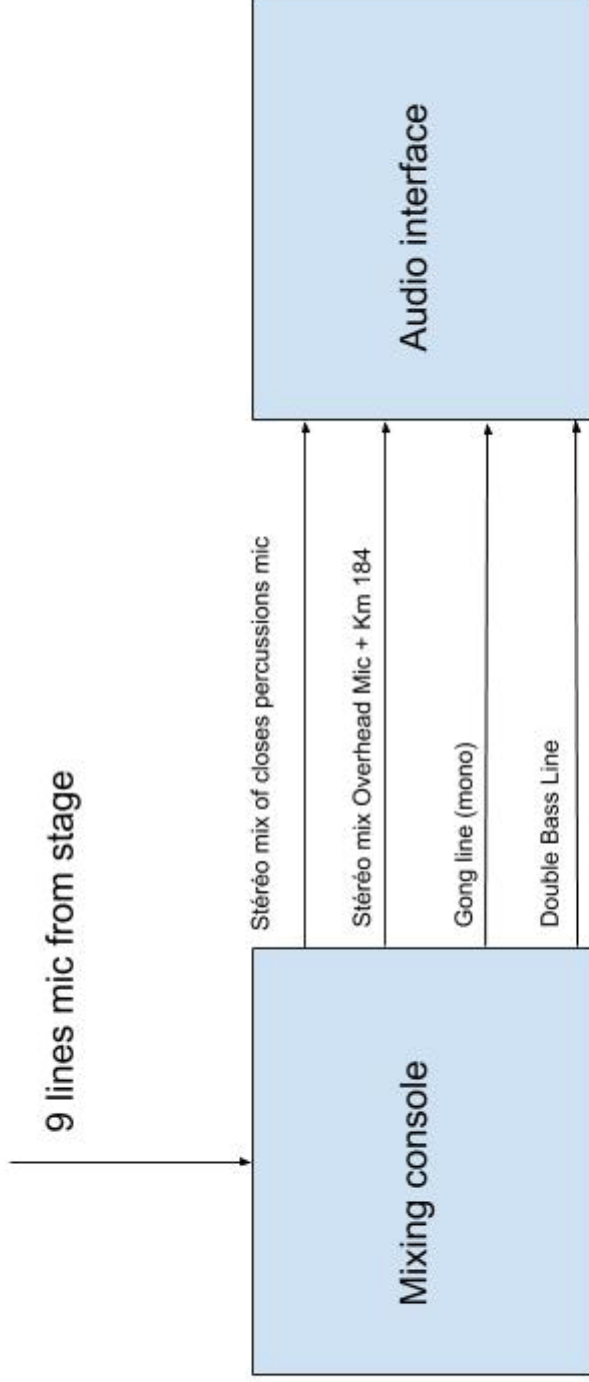 9 lines mic from stage
Mixing console
Stéréo mix of closes percussions mic
Stéréo mix Overhead Mic + Km 184
Gong line (mono)
Double Bass Line
Audio interface